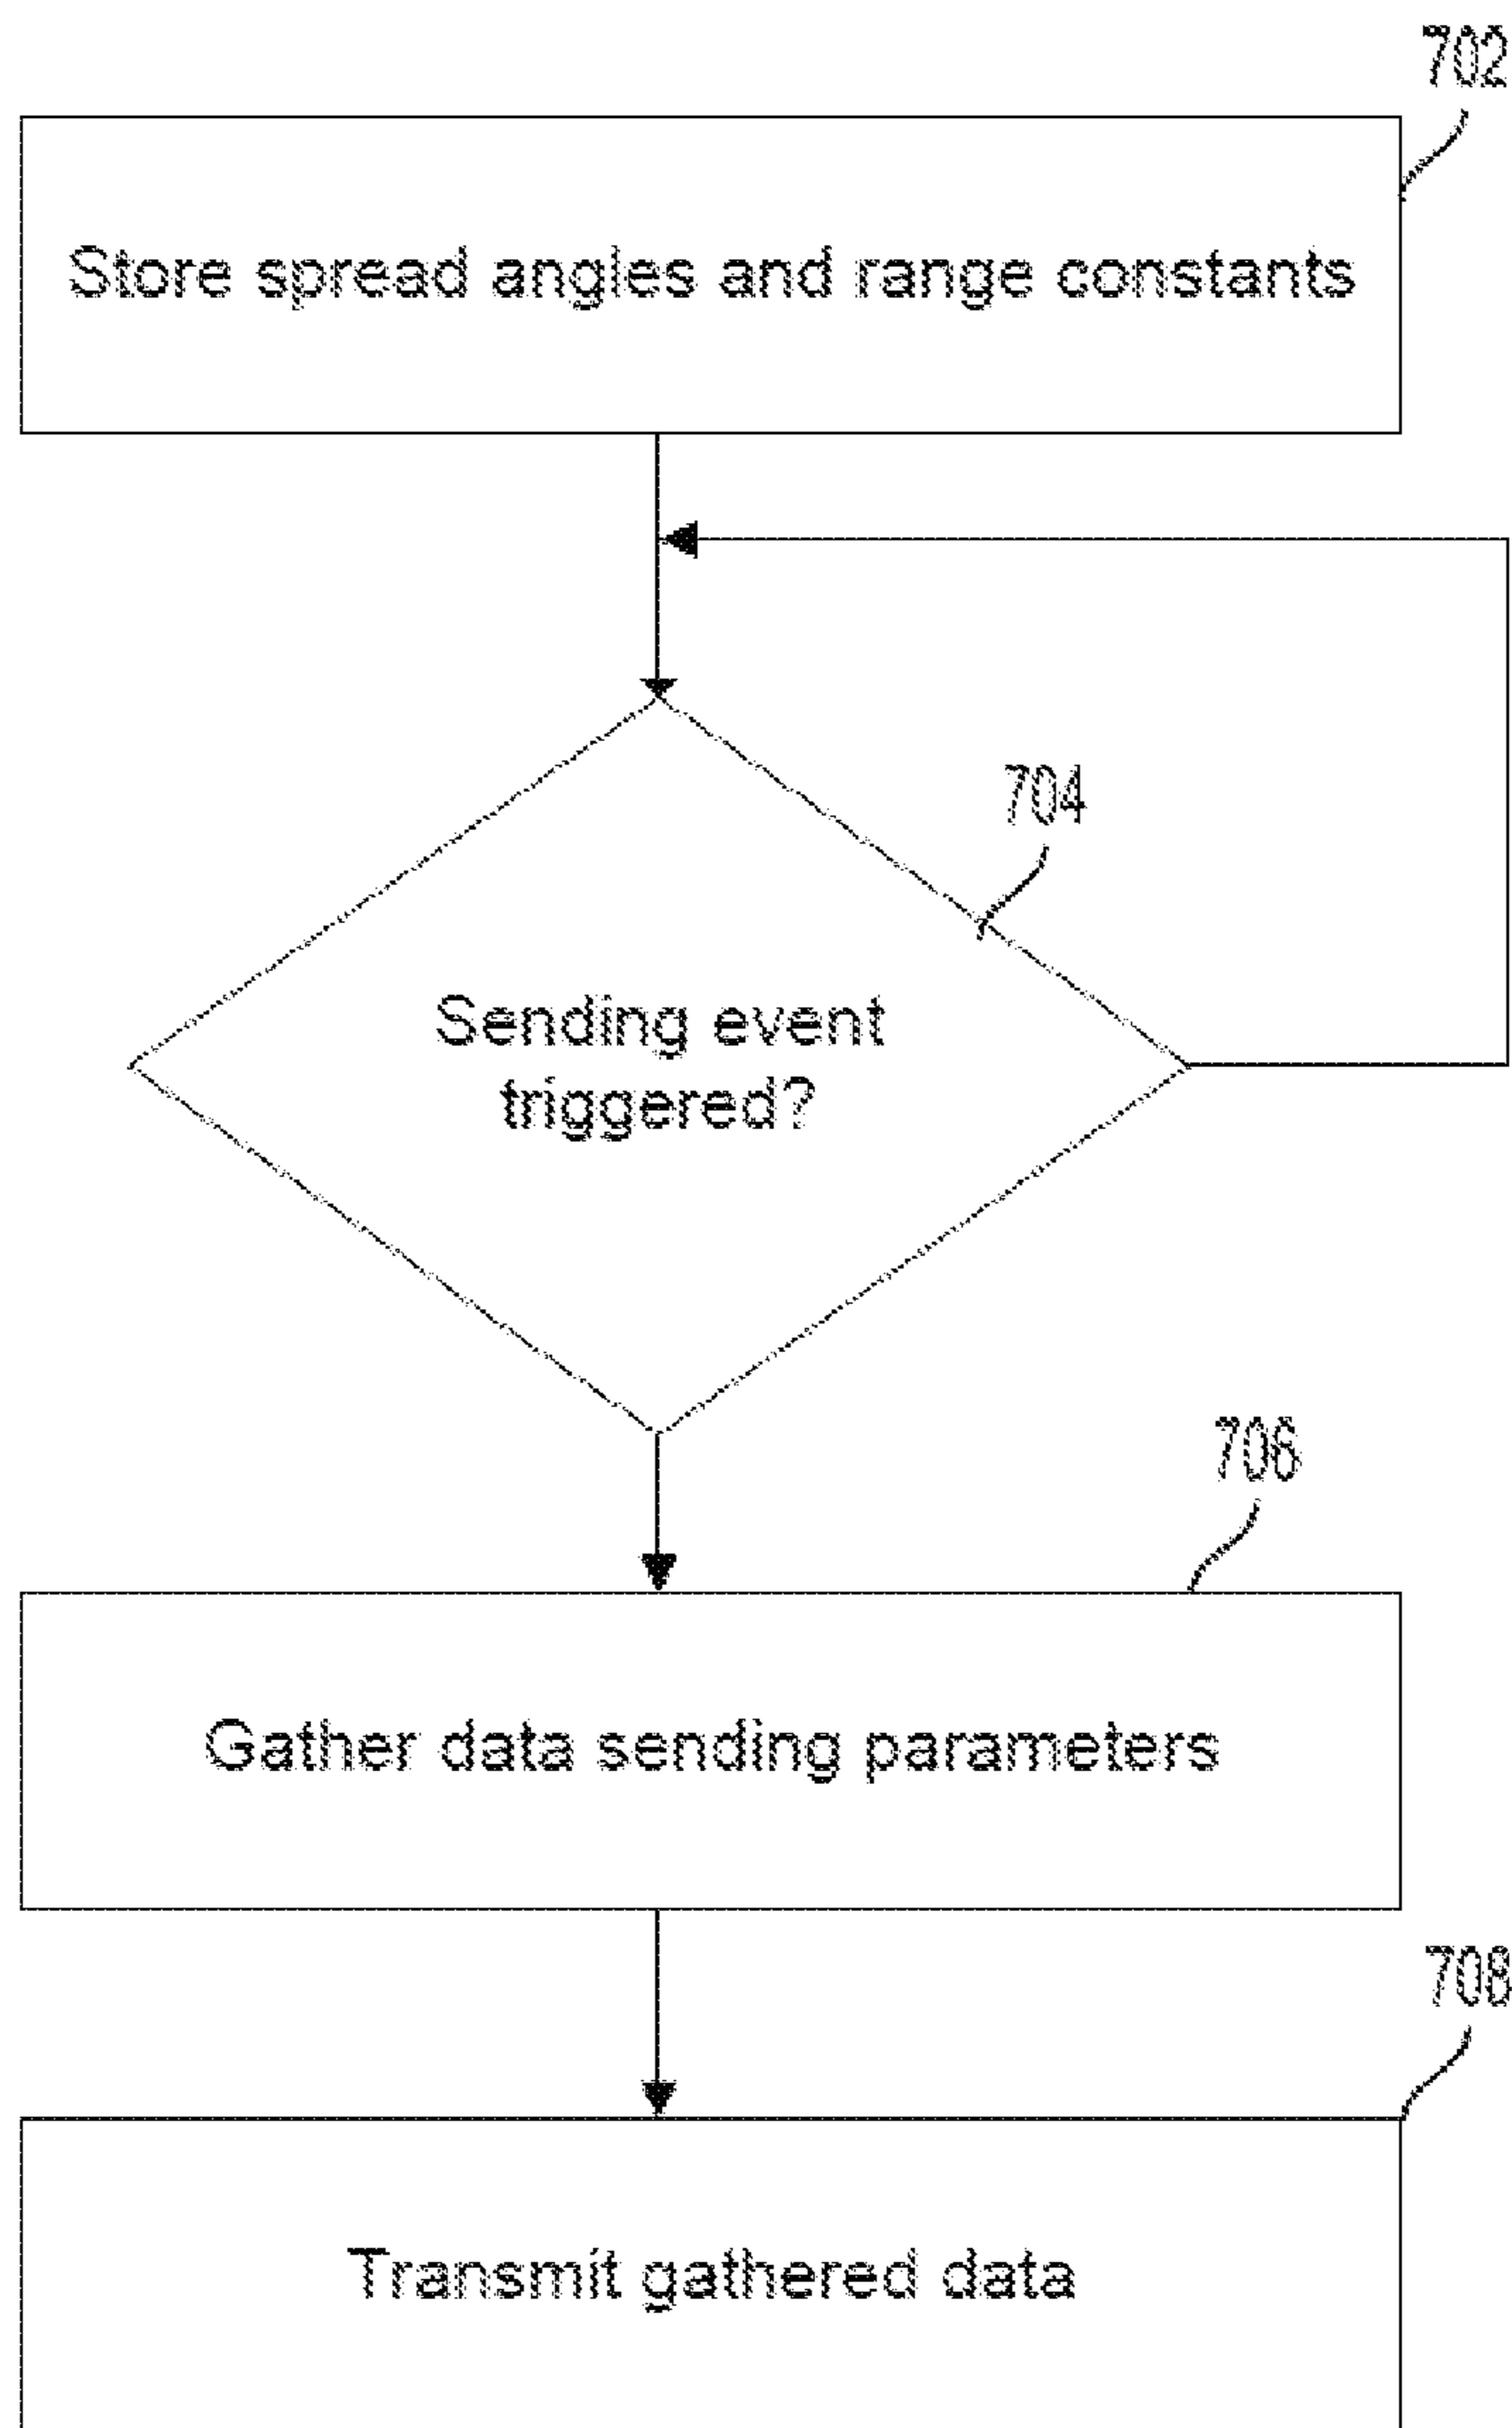 702
Store spread angles and range constants
704
Sending event
triggered?
706
Gather data sending parameters
708
Transmit gathered data